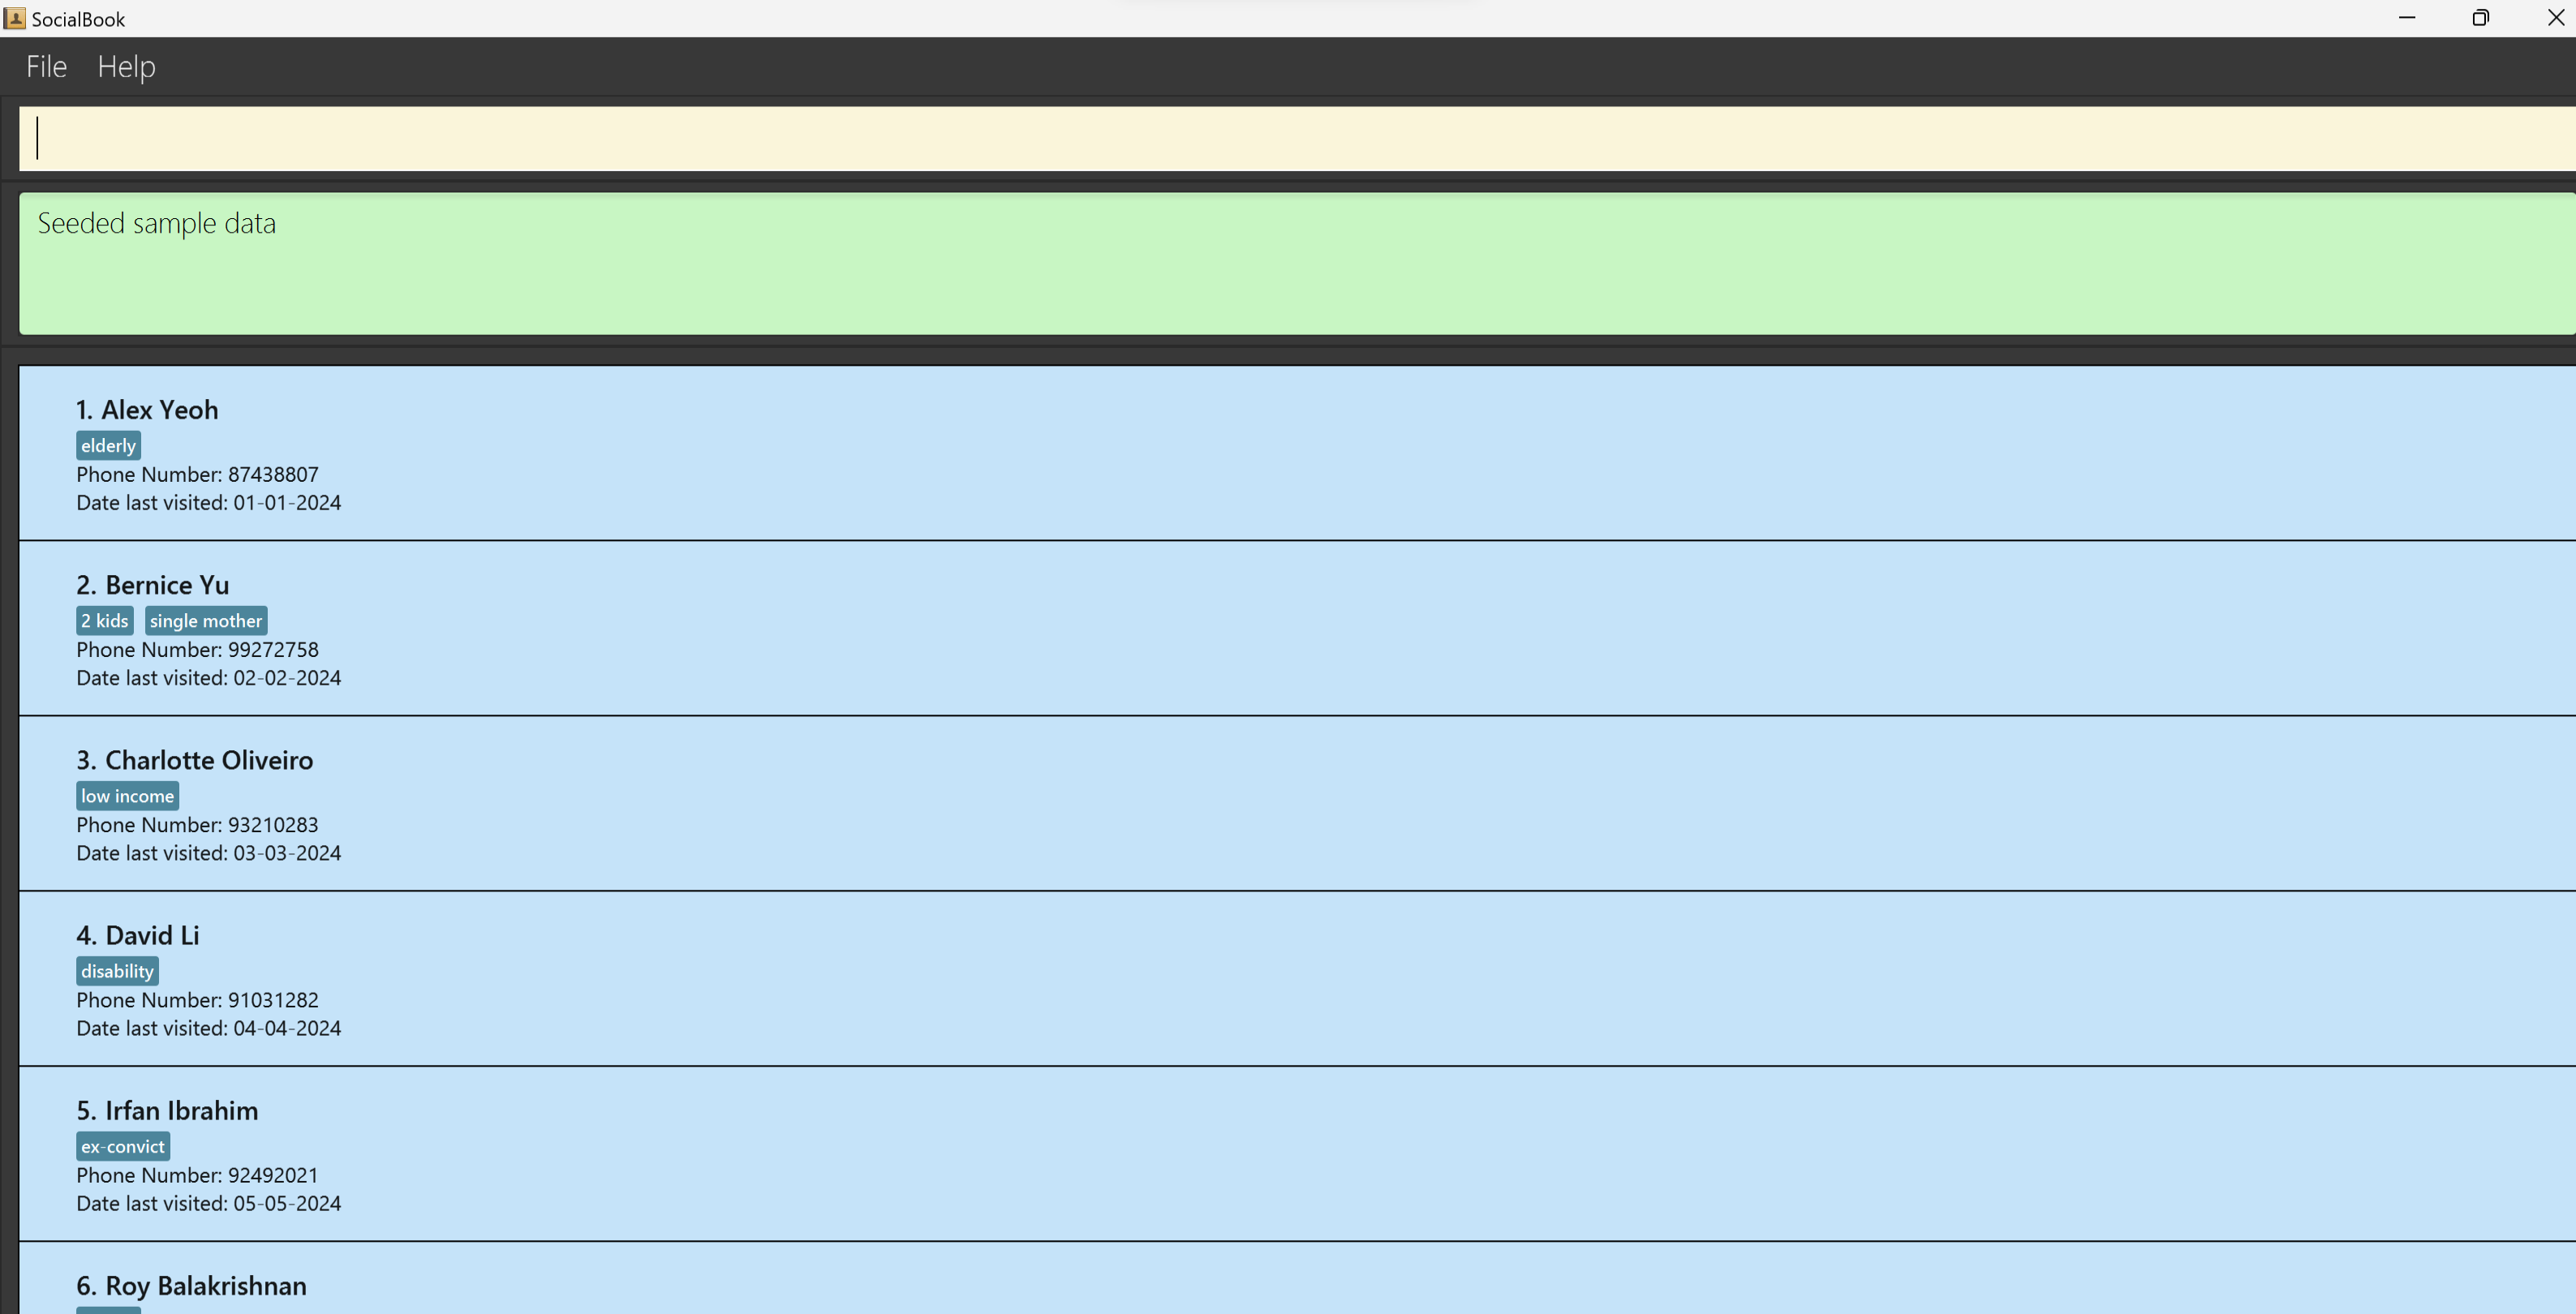 SocialBook
File Help
Seeded sample data
1. Alex Yeoh
elderly
Phone Number: 87438807
Date last visited: 01-01-2024
2. Bernice Yu
2 kids single mother
Phone Number: 99272758
Date last visited: 02-02-2024
3. Charlotte Oliveiro
low income
Phone Number: 93210283
Date last visited: 03-03-2024
4. David Li
disability
Phone Number: 91031282
Date last visited: 04-04-2024
5. Irfan Ibrahim
ex-convict
Phone Number: 92492021
Date last visited: 05-05-2024
6. Roy Balakrishnan